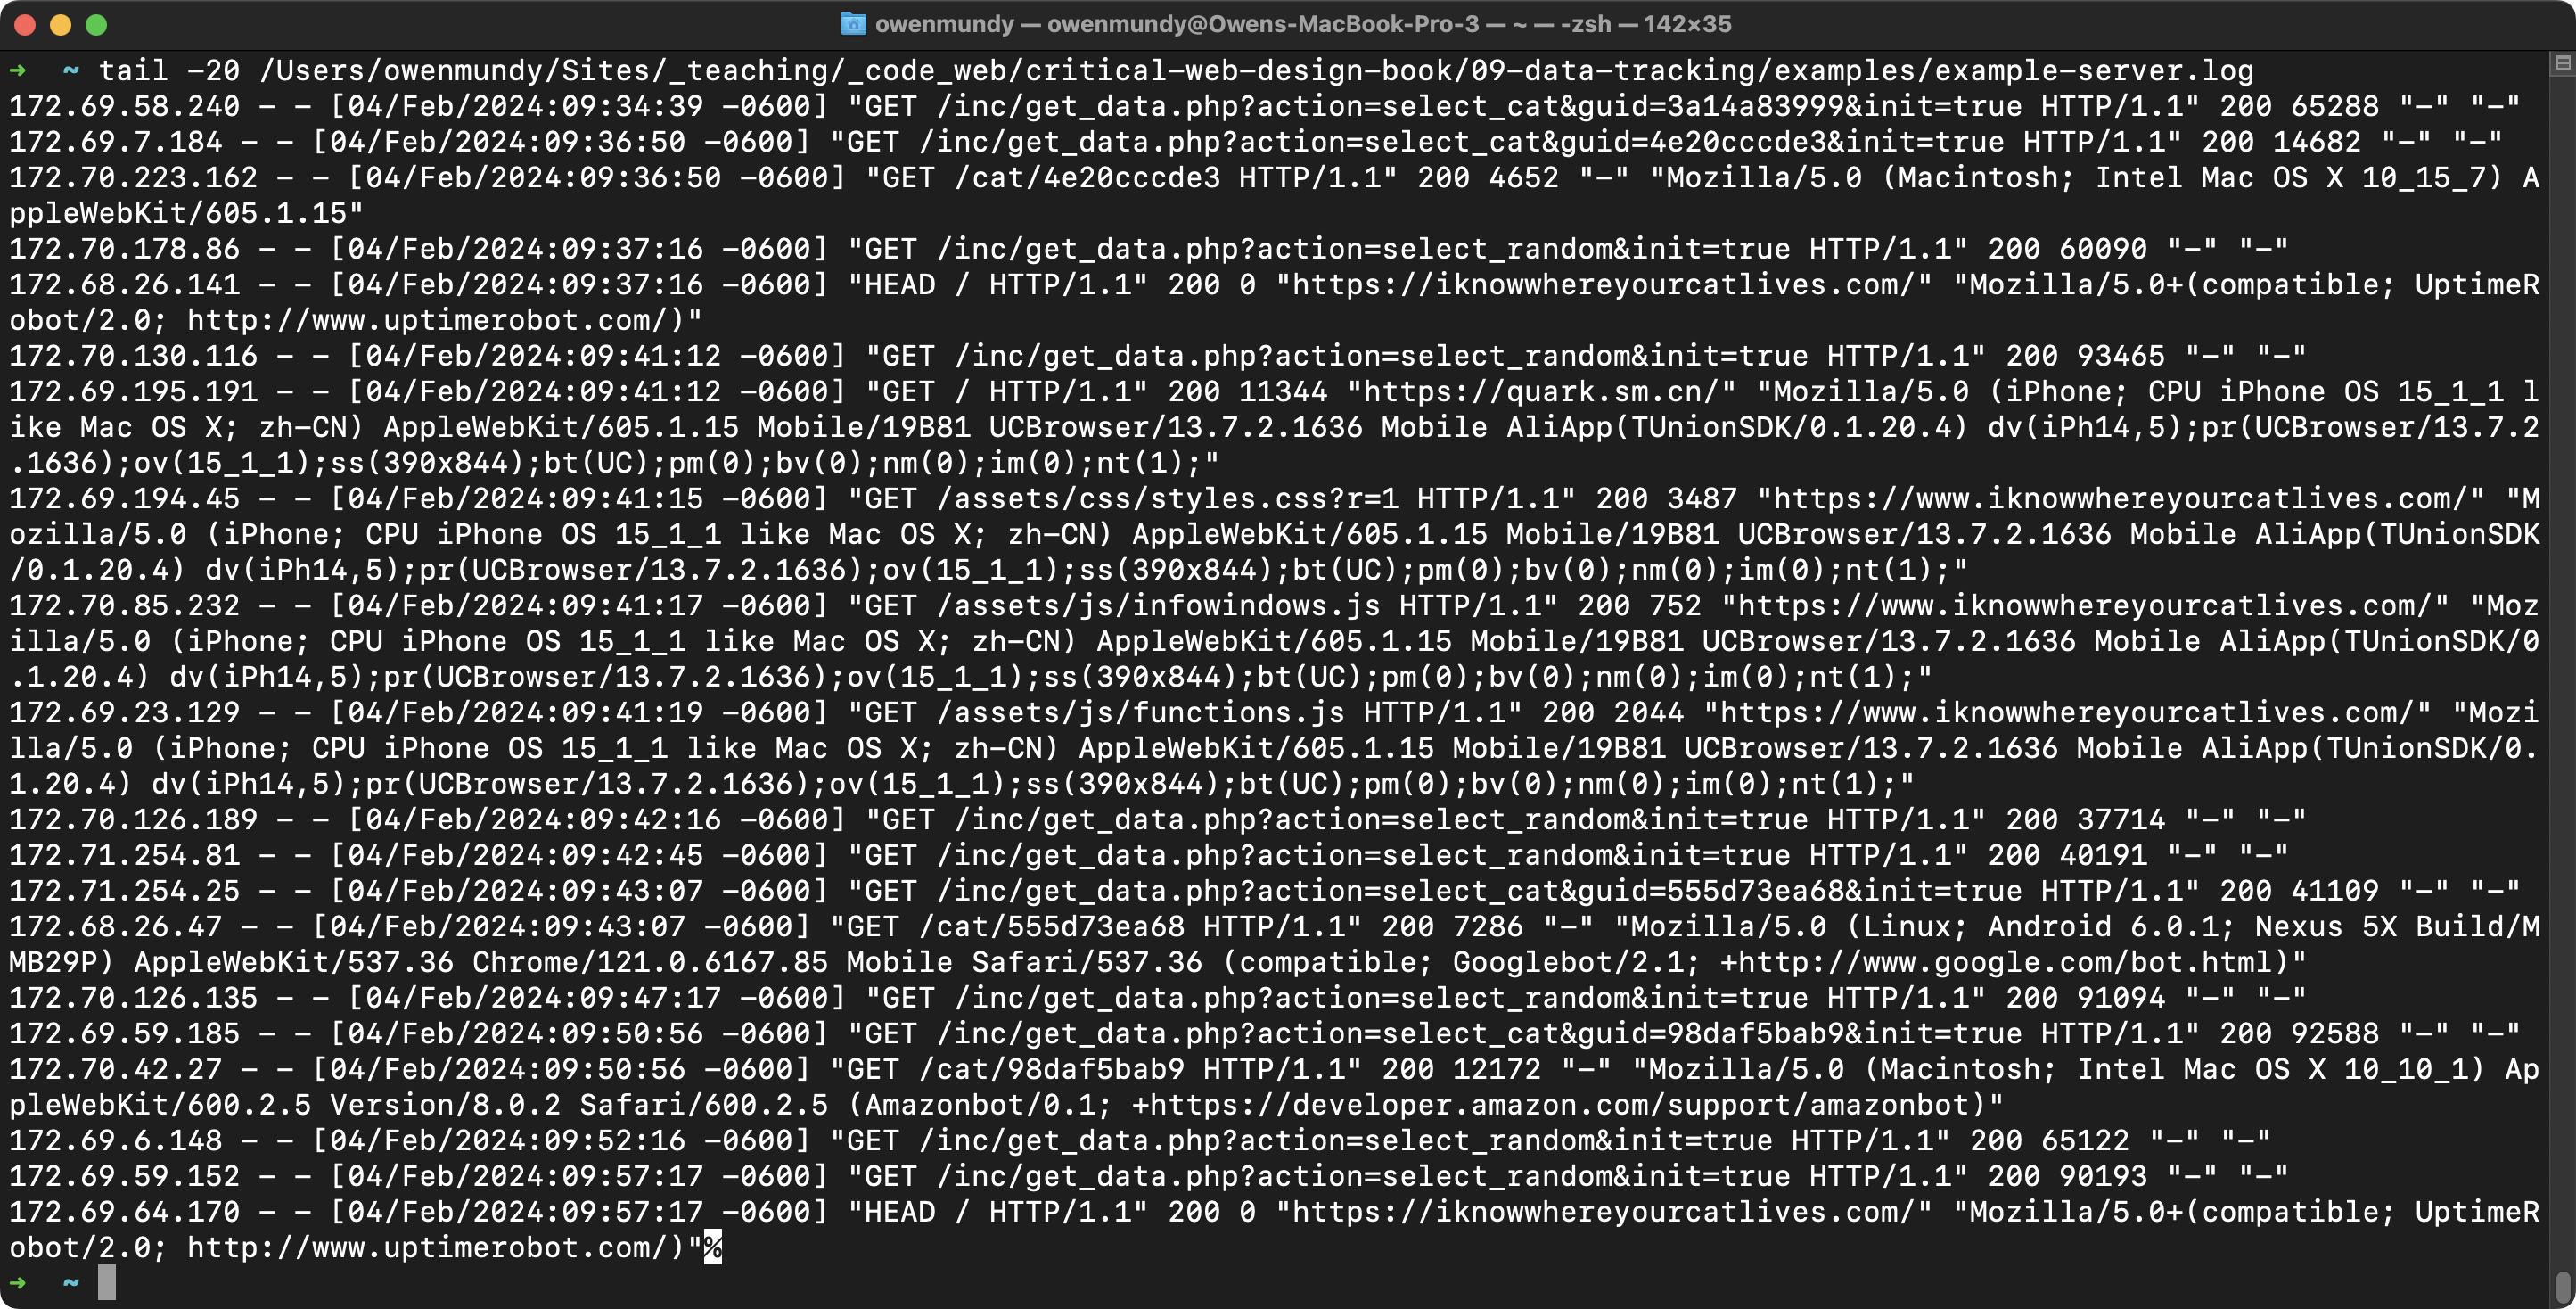 owenmundy — owenmundy@Owens-MacBook-Pro-3 — ~ — -zsh — 142×35
➜ ~ tail -20 /Users/owenmundy/Sites/_teaching/_code_web/critical-web-design-book/09-data-tracking/examples/example-server.log
172.69.58.240 - - [04/Feb/2024:09:34:39 -0600] "GET /inc/get_data.php?action=select_cat&guid=3a14a83999&init=true HTTP/1.1" 200 65288 "-" "-"
172.69.7.184 - - [04/Feb/2024:09:36:50 -0600] "GET /inc/get_data.php?action=select_cat&guid=4e20cccde3&init=true HTTP/1.1" 200 14682 "-" "-"
172.70.223.162 - - [04/Feb/2024:09:36:50 -0600] "GET /cat/4e20cccde3 HTTP/1.1" 200 4652 "-" "Mozilla/5.0 (Macintosh; Intel Mac OS X 10_15_7) A
ppleWebKit/605.1.15"
172.70.178.86 - - [04/Feb/2024:09:37:16 -0600] "GET /inc/get_data.php?action=select_random&init=true HTTP/1.1" 200 60090 "-" "-"
172.68.26.141 - - [04/Feb/2024:09:37:16 -0600] "HEAD / HTTP/1.1" 200 0 "https://iknowwhereyourcatlives.com/" "Mozilla/5.0+(compatible; UptimeR
obot/2.0; http://www.uptimerobot.com/)"
172.70.130.116 - - [04/Feb/2024:09:41:12 -0600] "GET /inc/get_data.php?action=select_random&init=true HTTP/1.1" 200 93465 "-" "-"
172.69.195.191 - - [04/Feb/2024:09:41:12 -0600] "GET / HTTP/1.1" 200 11344 "https://quark.sm.cn/" "Mozilla/5.0 (iPhone; CPU iPhone OS 15_1_1 l
ike Mac OS X; zh-CN) AppleWebKit/605.1.15 Mobile/19B81 UCBrowser/13.7.2.1636 Mobile AliApp(TUnionSDK/0.1.20.4) dv(iPh14,5);pr(UCBrowser/13.7.2
.1636);ov(15_1_1);ss(390x844);bt(UC);pm(0);bv(0);nm(0);im(0);nt(1);"
172.69.194.45 - - [04/Feb/2024:09:41:15 -0600] "GET /assets/css/styles.css?r=1 HTTP/1.1" 200 3487 "https://www.iknowwhereyourcatlives.com/" "M
ozilla/5.0 (iPhone; CPU iPhone OS 15_1_1 like Mac OS X; zh-CN) AppleWebKit/605.1.15 Mobile/19B81 UCBrowser/13.7.2.1636 Mobile AliApp(TUnionSDK
/0.1.20.4) dv(iPh14,5);pr(UCBrowser/13.7.2.1636);ov(15_1_1);ss(390x844);bt(UC);pm(0);bv(0);nm(0);im(0);nt(1);"
172.70.85.232 - - [04/Feb/2024:09:41:17 -0600] "GET /assets/js/infowindows.js HTTP/1.1" 200 752 "https://www.iknowwhereyourcatlives.com/" "Moz
illa/5.0 (iPhone; CPU iPhone OS 15_1_1 like Mac OS X; zh-CN) AppleWebKit/605.1.15 Mobile/19B81 UCBrowser/13.7.2.1636 Mobile AliApp(TUnionSDK/0
.1.20.4) dv(iPh14,5);pr(UCBrowser/13.7.2.1636);ov(15_1_1);ss(390x844);bt(UC);pm(0);bv(0);nm(0);im(0);nt(1);"
172.69.23.129 - - [04/Feb/2024:09:41:19 -0600] "GET /assets/js/functions.js HTTP/1.1" 200 2044 "https://www.iknowwhereyourcatlives.com/" "Mozi
lla/5.0 (iPhone; CPU iPhone OS 15_1_1 like Mac OS X; zh-CN) AppleWebKit/605.1.15 Mobile/19B81 UCBrowser/13.7.2.1636 Mobile AliApp(TUnionSDK/0.
1.20.4) dv(iPh14,5);pr(UCBrowser/13.7.2.1636);ov(15_1_1);ss(390x844);bt(UC);pm(0);bv(0);nm(0);im(0);nt(1);"
172.70.126.189 - - [04/Feb/2024:09:42:16 -0600] "GET /inc/get_data.php?action=select_random&init=true HTTP/1.1" 200 37714 "-" "-"
172.71.254.81 - - [04/Feb/2024:09:42:45 -0600] "GET /inc/get_data.php?action=select_random&init=true HTTP/1.1" 200 40191 "-" "-"
172.71.254.25 - - [04/Feb/2024:09:43:07 -0600] "GET /inc/get_data.php?action=select_cat&guid=555d73ea68&init=true HTTP/1.1" 200 41109 "-" "-"
172.68.26.47 - - [04/Feb/2024:09:43:07 -0600] "GET /cat/555d73ea68 HTTP/1.1" 200 7286 "-" "Mozilla/5.0 (Linux; Android 6.0.1; Nexus 5X Build/M
MB29P) AppleWebKit/537.36 Chrome/121.0.6167.85 Mobile Safari/537.36 (compatible; Googlebot/2.1; +http://www.google.com/bot.html)"
172.70.126.135 - - [04/Feb/2024:09:47:17 -0600] "GET /inc/get_data.php?action=select_random&init=true HTTP/1.1" 200 91094 "-" "-"
172.69.59.185 - - [04/Feb/2024:09:50:56 -0600] "GET /inc/get_data.php?action=select_cat&guid=98daf5bab9&init=true HTTP/1.1" 200 92588 "-" "-"
172.70.42.27 - - [04/Feb/2024:09:50:56 -0600] "GET /cat/98daf5bab9 HTTP/1.1" 200 12172 "-" "Mozilla/5.0 (Macintosh; Intel Mac OS X 10_10_1) Ap
pleWebKit/600.2.5 Version/8.0.2 Safari/600.2.5 (Amazonbot/0.1; +https://developer.amazon.com/support/amazonbot)"
172.69.6.148 - - [04/Feb/2024:09:52:16 -0600] "GET /inc/get_data.php?action=select_random&init=true HTTP/1.1" 200 65122 "-" "-"
172.69.59.152 - - [04/Feb/2024:09:57:17 -0600] "GET /inc/get_data.php?action=select_random&init=true HTTP/1.1" 200 90193 "-" "-"
172.69.64.170 - - [04/Feb/2024:09:57:17 -0600] "HEAD / HTTP/1.1" 200 0 "https://iknowwhereyourcatlives.com/" "Mozilla/5.0+(compatible; UptimeR
obot/2.0; http://www.uptimerobot.com/)"%
➜ ~